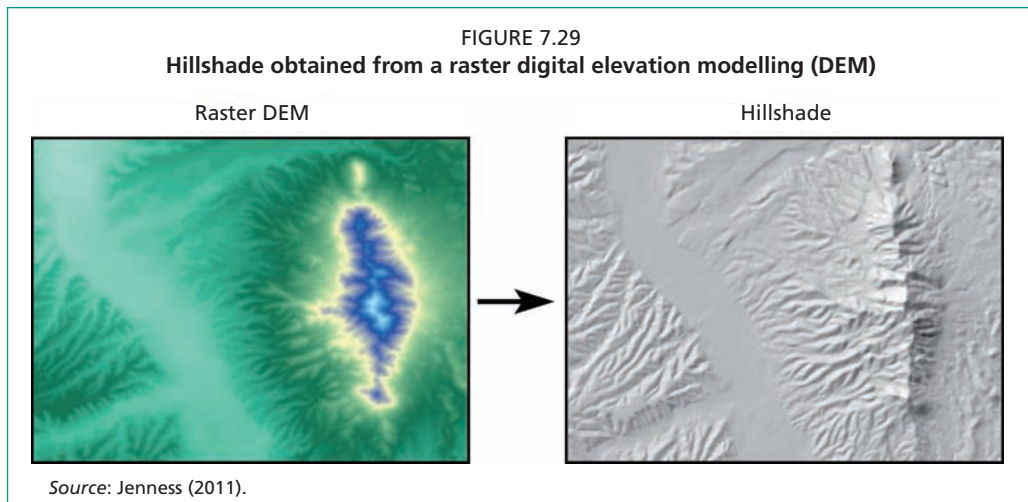 FIGURE 7.29
Hillshade obtained from a raster digital elevation modelling (DEM)
Raster DEM
Hillshade
Source: Jenness (2011).